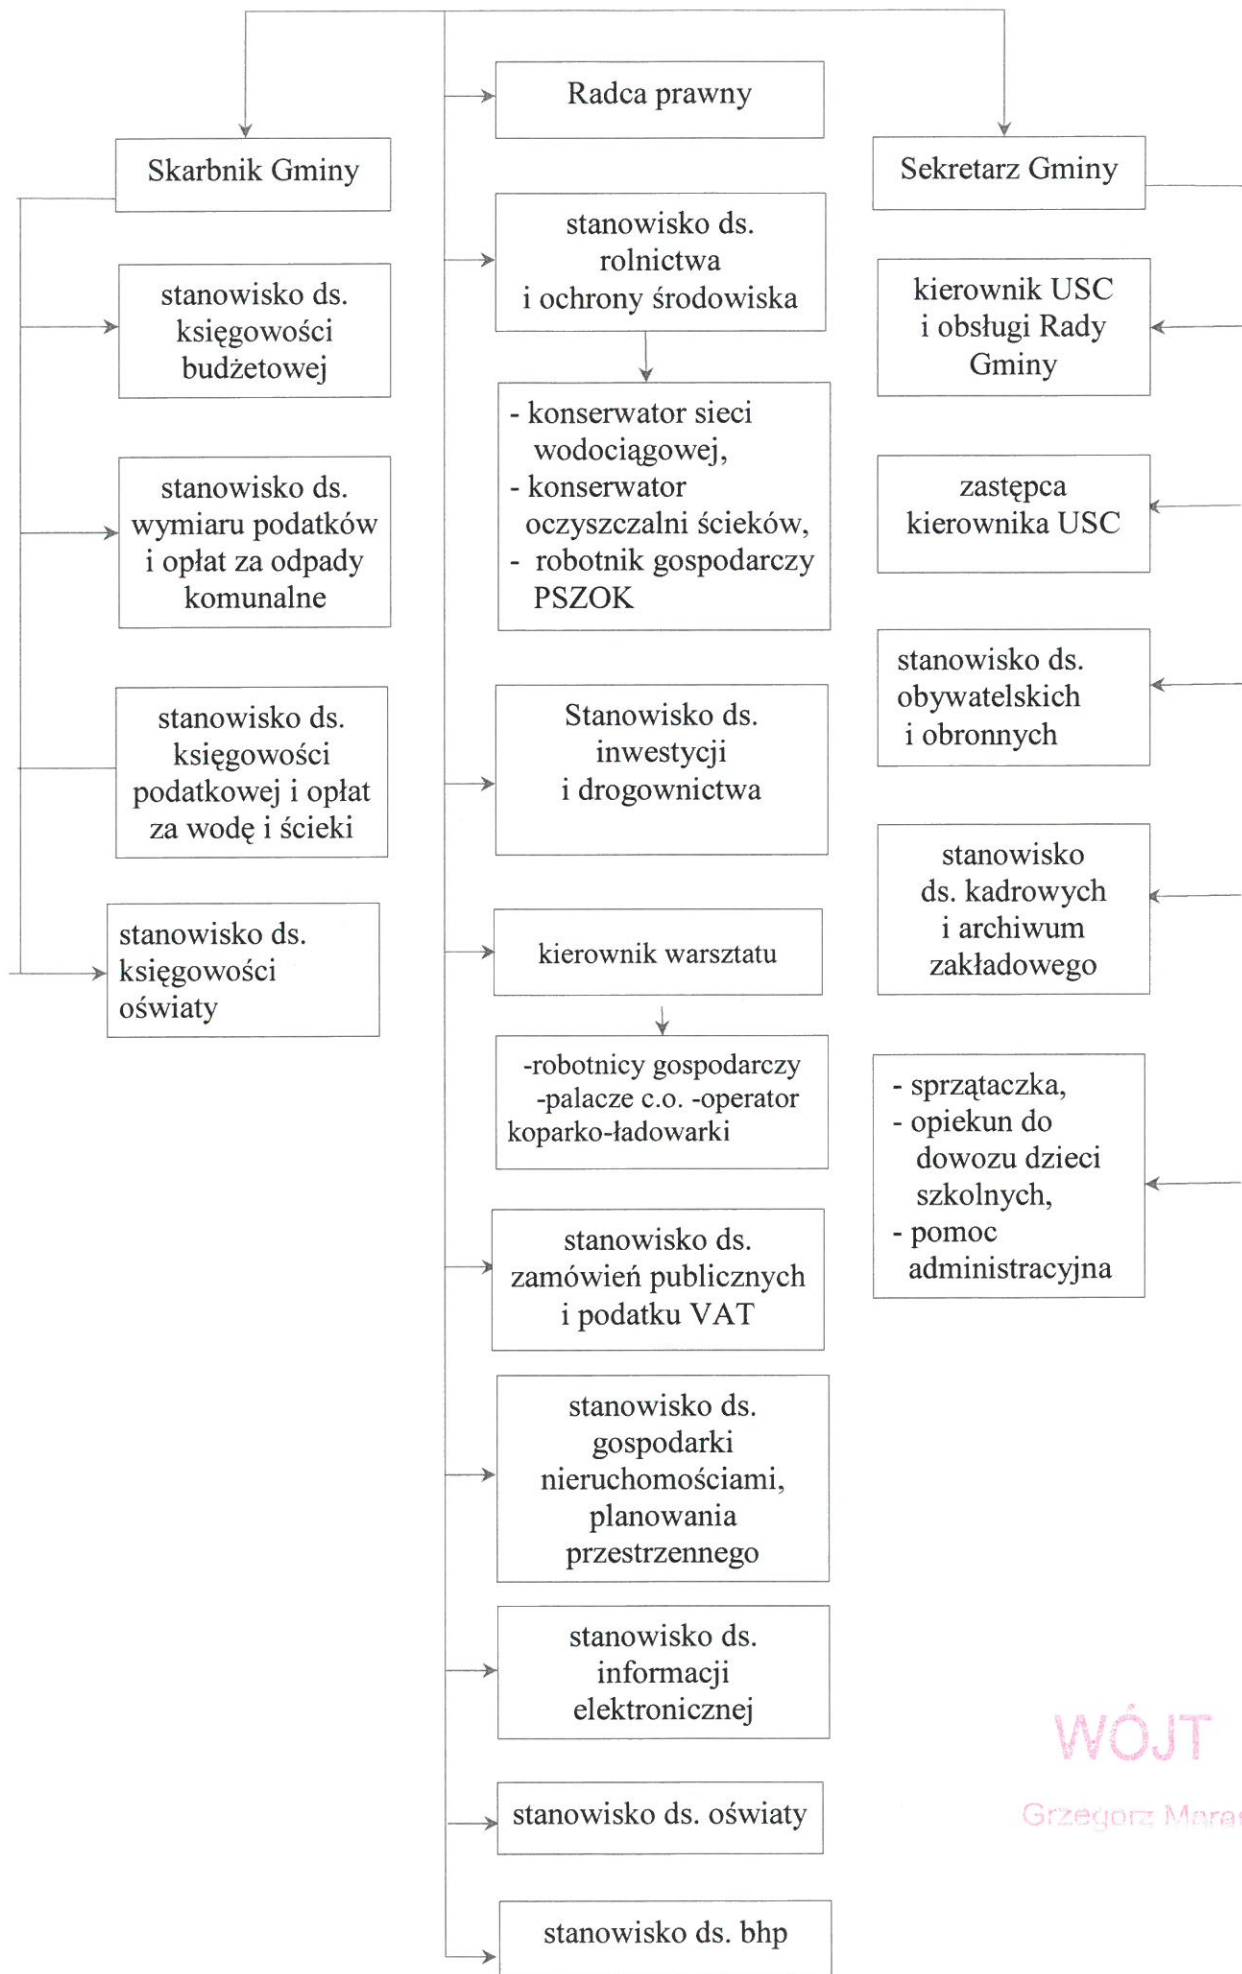 Skarbnik Gminy
stanowisko ds.
księgowości
budżetowej
stanowisko ds.
wymiaru podatków
i opłat za odpady
komunalne
stanowisko ds.
księgowości
podatkowej i opłat
za wodę i ścieki
stanowisko ds.
księgowości
oświaty
Radca prawny
stanowisko ds.
rolnictwa
i ochrony środowiska
- konserwator sieci
wodociągowej,
- konserwator
oczyszczalni ścieków,
- robotnik gospodarczy
PSZOK
Stanowisko ds.
inwestycji
i drogownictwa
kierownik warsztatu
-robotnicy gospodarczy
-palacze c.o. -operator
koparko-ładowarki
stanowisko ds.
zamówień publicznych
i podatku VAT
stanowisko ds.
gospodarki
nieruchomościami,
planowania
przestrzennego
stanowisko ds.
informacji
elektronicznej
stanowisko ds. oświaty
stanowisko ds. bhp
Sekretarz Gminy
kierownik USC
i obsługi Rady
Gminy
zastępca
kierownika USC
stanowisko ds.
obywatelskich
i obronnych
stanowisko
ds. kadrowych
i archiwum
zakładowego
- sprzątaczka,
- opiekun do
dowozu dzieci
szkolnych,
- pomoc
administracyjna
WÓJT
Grzegorz